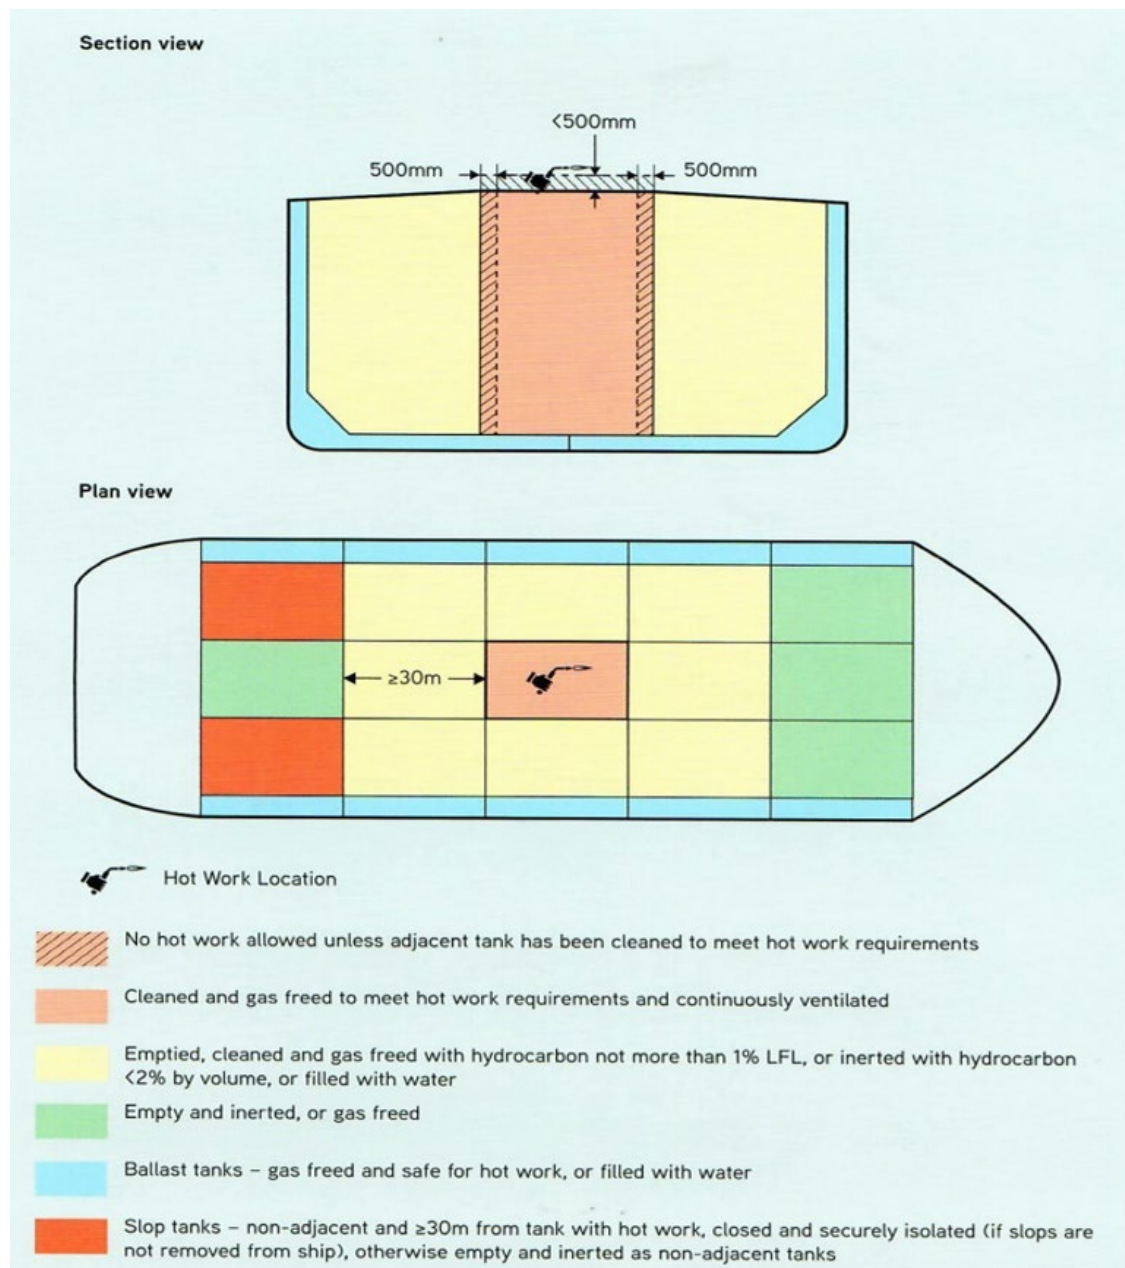 Section view
<500mm
500mm
500mm
Plan view
≥30m
Hot Work Location
No hot work allowed unless adjacent tank has been cleaned to meet hot work requirements
Cleaned and gas freed to meet hot work requirements and continuously ventilated
Emptied, cleaned and gas freed with hydrocarbon not more than 1% LFL, or inerted with hydrocarbon
<2% by volume, or filled with water
Empty and inerted, or gas freed
Ballast tanks – gas freed and safe for hot work, or filled with water
Slop tanks – non-adjacent and ≥30m from tank with hot work, closed and securely isolated (if slops are
not removed from ship), otherwise empty and inerted as non-adjacent tanks